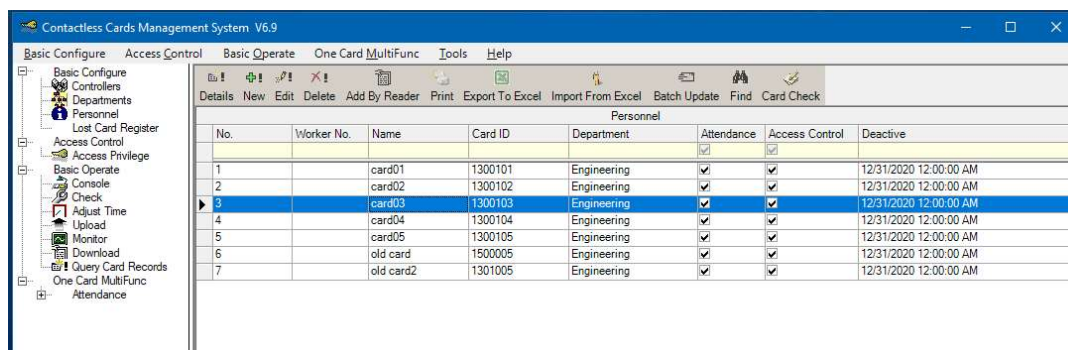 Contactless Cards Management System V6.9
Basic Configure Access Control Basic Operate One Card MultiFunc Tools Help
Basic Configure
Controllers
Departments
Personnel
Lost Card Register
Access Control
Access Privilege
Basic Operate
Console
Check
Adjust Time
Upload
Monitor
Download
Query Card Records
One Card MultiFunc
Attendance
Details New Edit Delete Add By Reader Print Export To Excel Import From Excel Batch Update Find Card Check
Personnel
No. Worker No. Name Card ID Department Attendance Access Control Deactive
1 card01 1300101 Engineering 12/31/2020 12:00:00 AM
2 card02 1300102 Engineering 12/31/2020 12:00:00 AM
3 card03 1300103 Engineering 12/31/2020 12:00:00 AM
4 card04 1300104 Engineering 12/31/2020 12:00:00 AM
5 card05 1300105 Engineering 12/31/2020 12:00:00 AM
6 old card 1500005 Engineering 12/31/2020 12:00:00 AM
7 old card2 1301005 Engineering 12/31/2020 12:00:00 AM